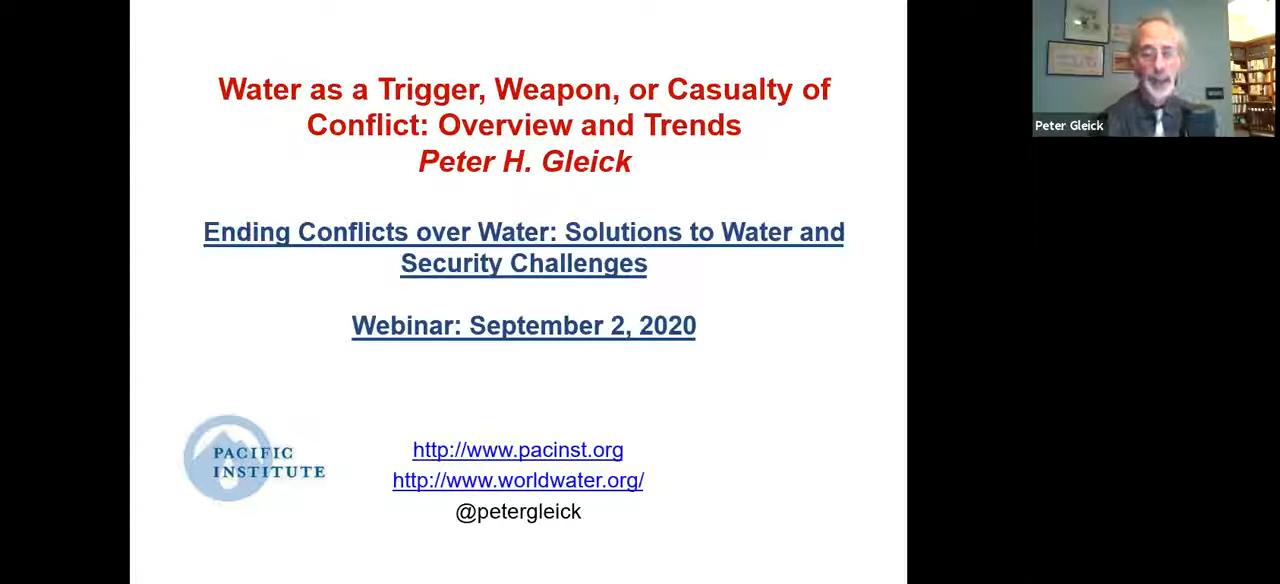 Water as a Trigger, Weapon, or Casualty of
Conflict: Overview and Trends
Peter H. Gleick
Ending Conflicts over Water: Solutions to Water and
Security Challenges
Webinar: September 2, 2020
PACIFIC
INSTITUTE
http://www.pacinst.org
http://www.worldwater.org/
@petergleick
Peter Gleick